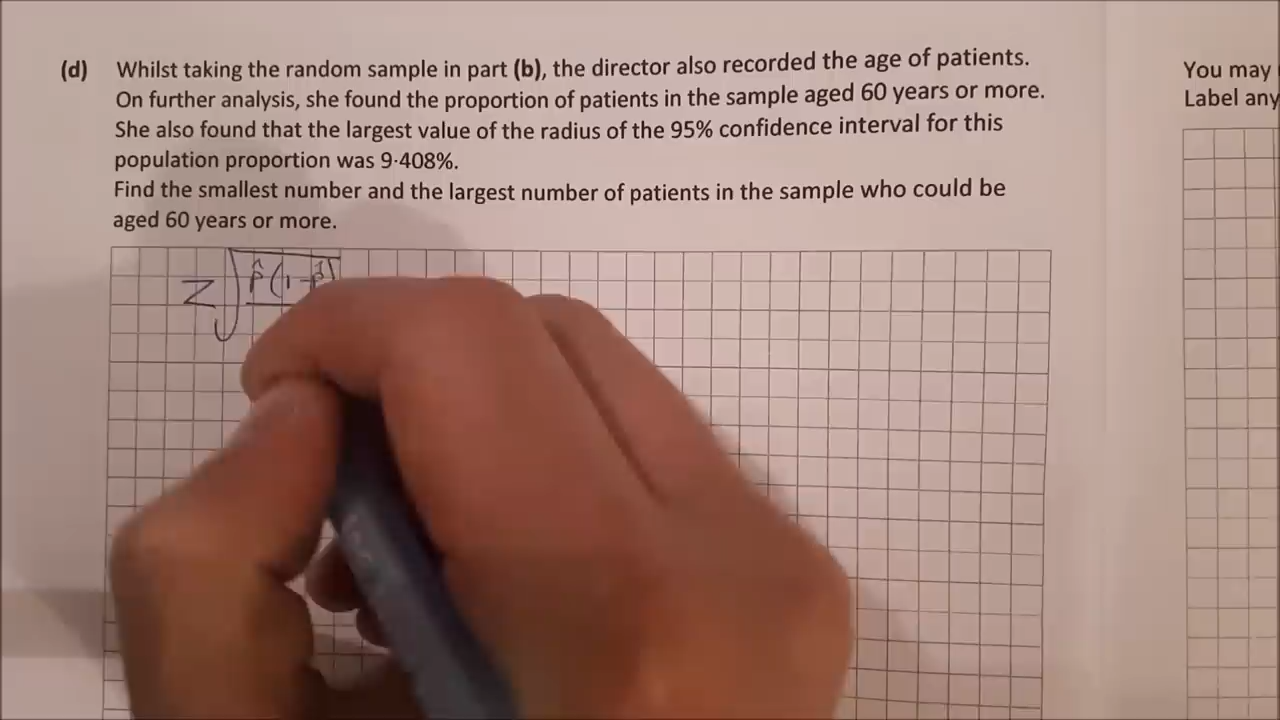 (d) Whilst taking the random sample in part (b), the director also recorded the age of patients.
On further analysis, she found the proportion of patients in the sample aged 60 years or more.
She also found that the largest value of the radius of the 95% confidence interval for this
population proportion was 9·408%.
Find the smallest number and the largest number of patients in the sample who could be
aged 60 years or more.
Z√p̂(1-p̂)
You may
Label any